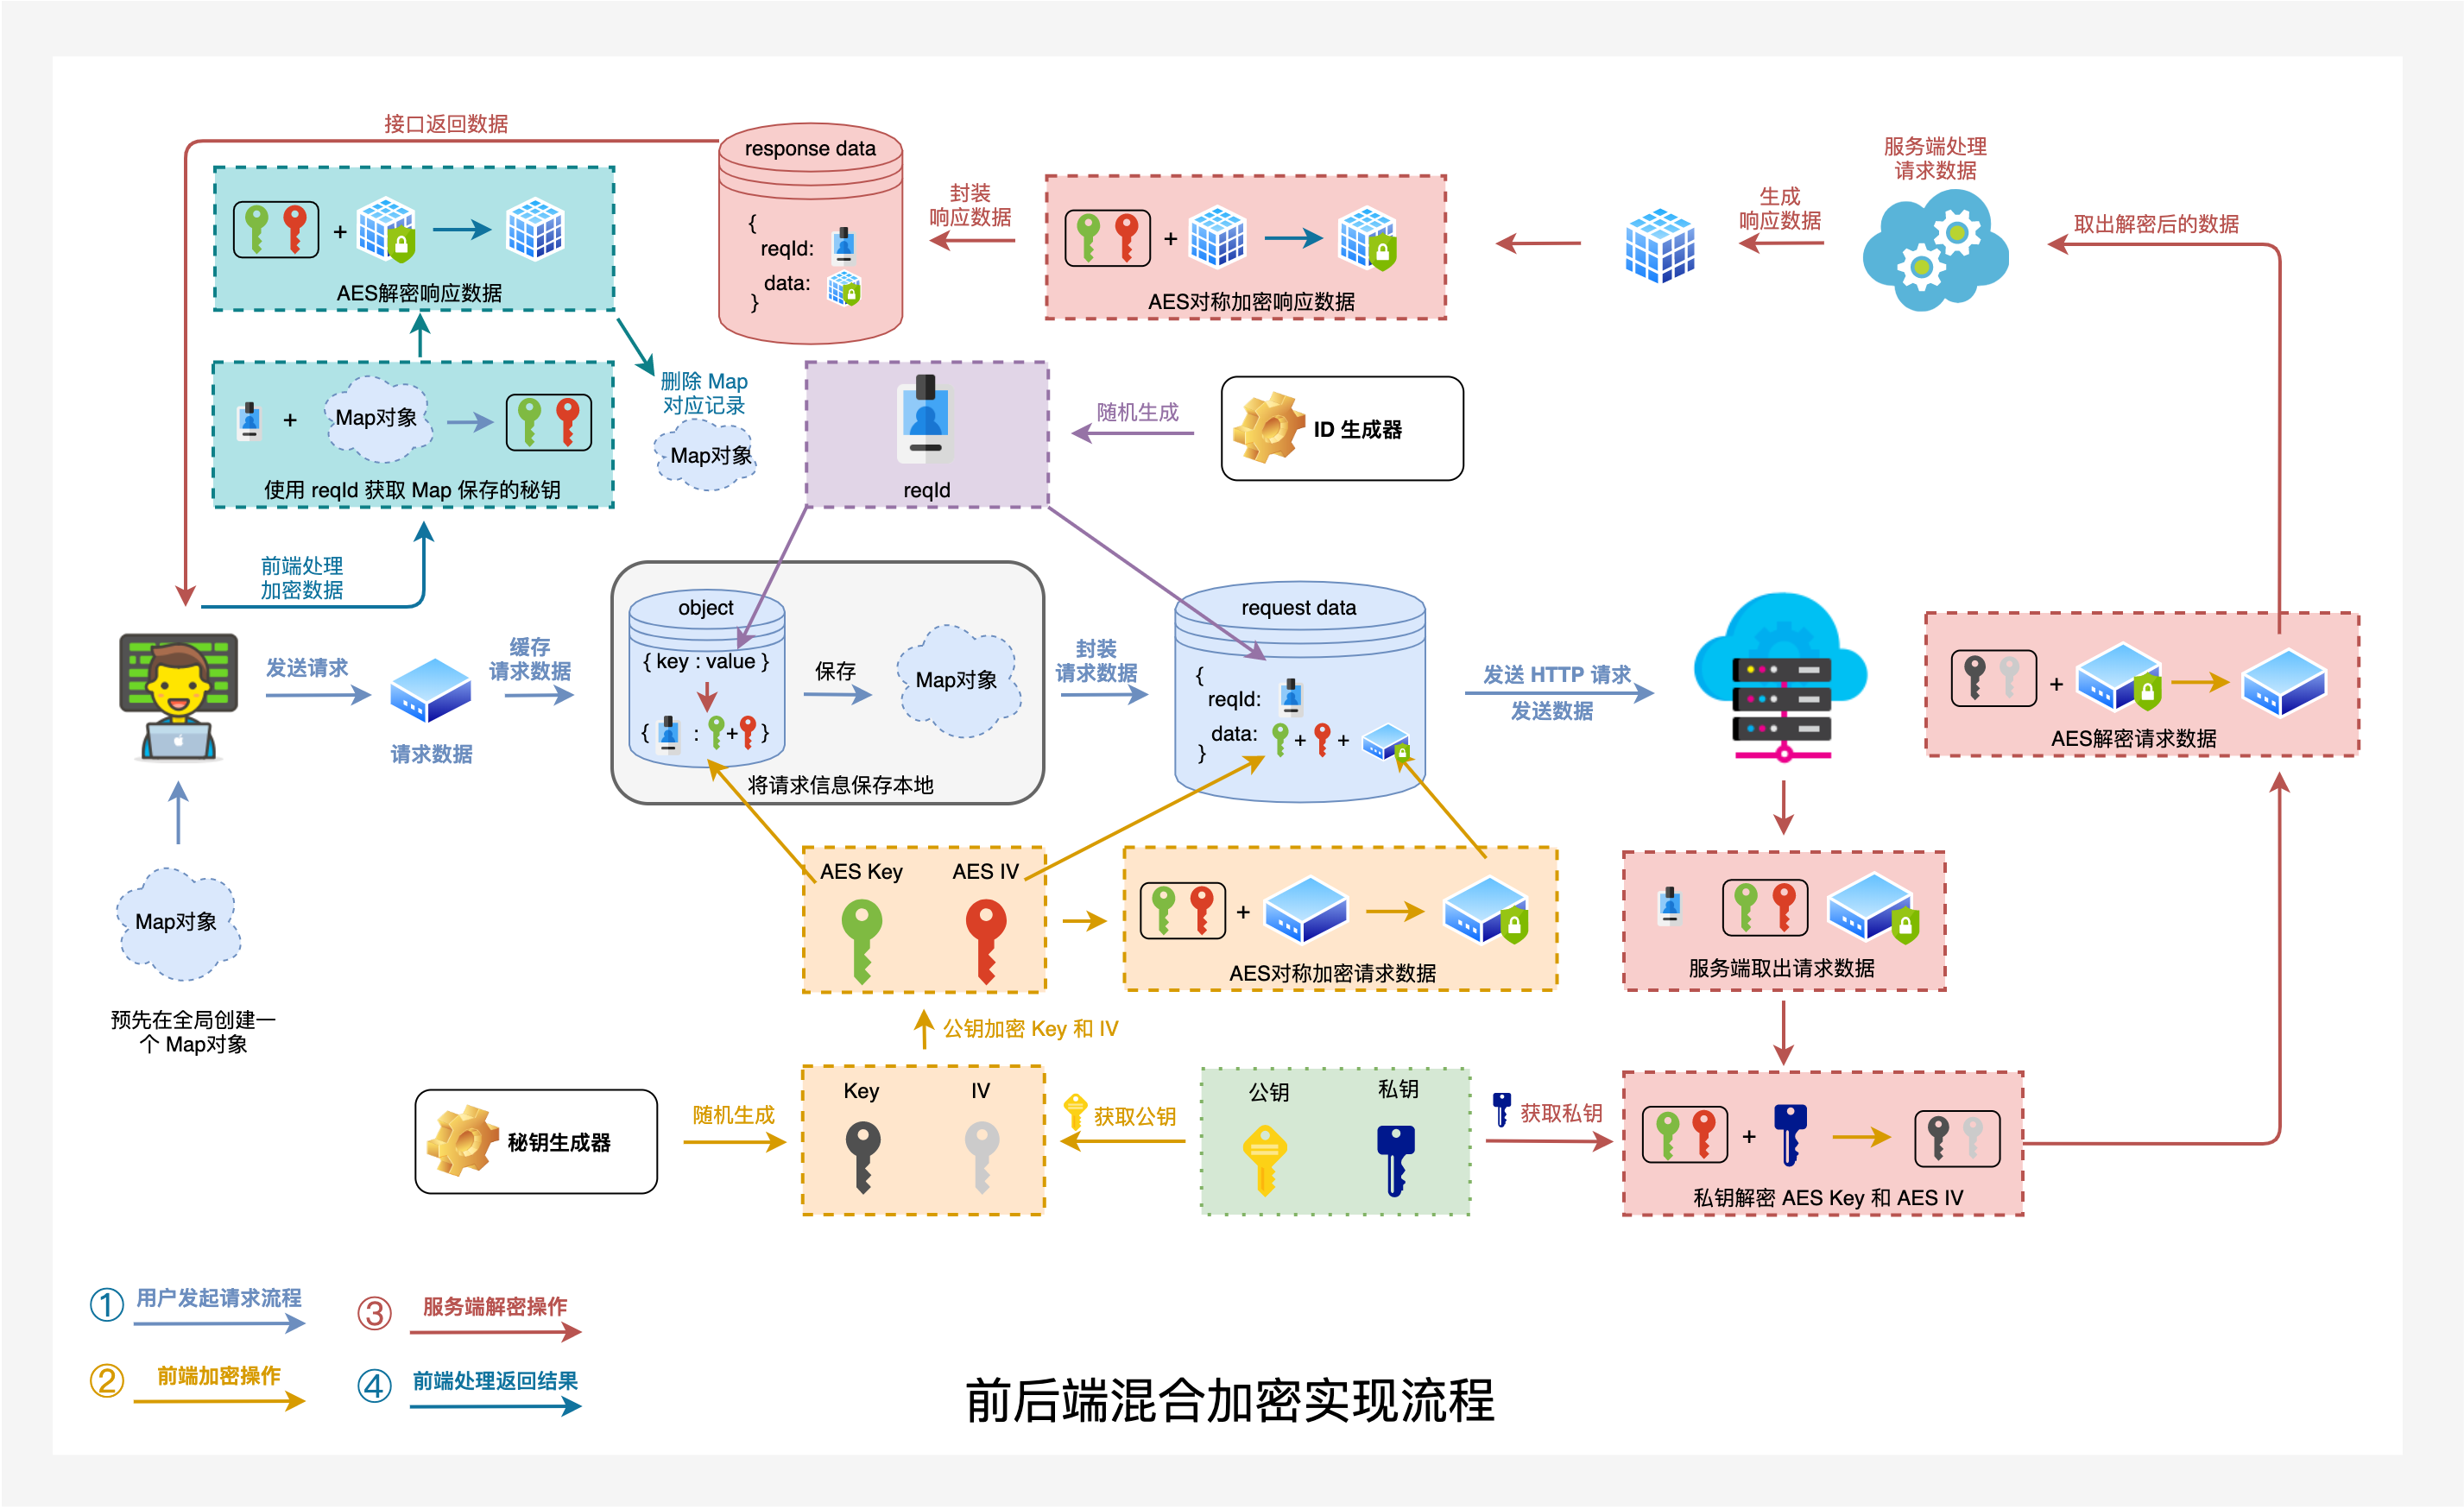 接口返回数据
response data
{
reqId:
data:
}
封装
响应数据
AES对称加密响应数据
生成
响应数据
服务端处理
请求数据
取出解密后的数据
+
AES解密响应数据
+
Map对象
使用 reqId 获取 Map 保存的秘钥
删除 Map
对应记录
Map对象
reqId
随机生成
ID 生成器
+
前端处理
加密数据
发送请求
请求数据
缓存
请求数据
object
{ key : value }
{ : + }
保存
Map对象
将请求信息保存本地
封装
请求数据
request data
{
reqId:
data: + +
}
发送 HTTP 请求
发送数据
+
AES解密请求数据
Map对象
预先在全局创建一
个 Map对象
AES Key
AES IV
+
AES对称加密请求数据
服务端取出请求数据
公钥加密 Key 和 IV
秘钥生成器
随机生成
Key
IV
获取公钥
公钥
私钥
获取私钥
+
私钥解密 AES Key 和 AES IV
① 用户发起请求流程
③ 服务端解密操作
② 前端加密操作
④ 前端处理返回结果
前后端混合加密实现流程